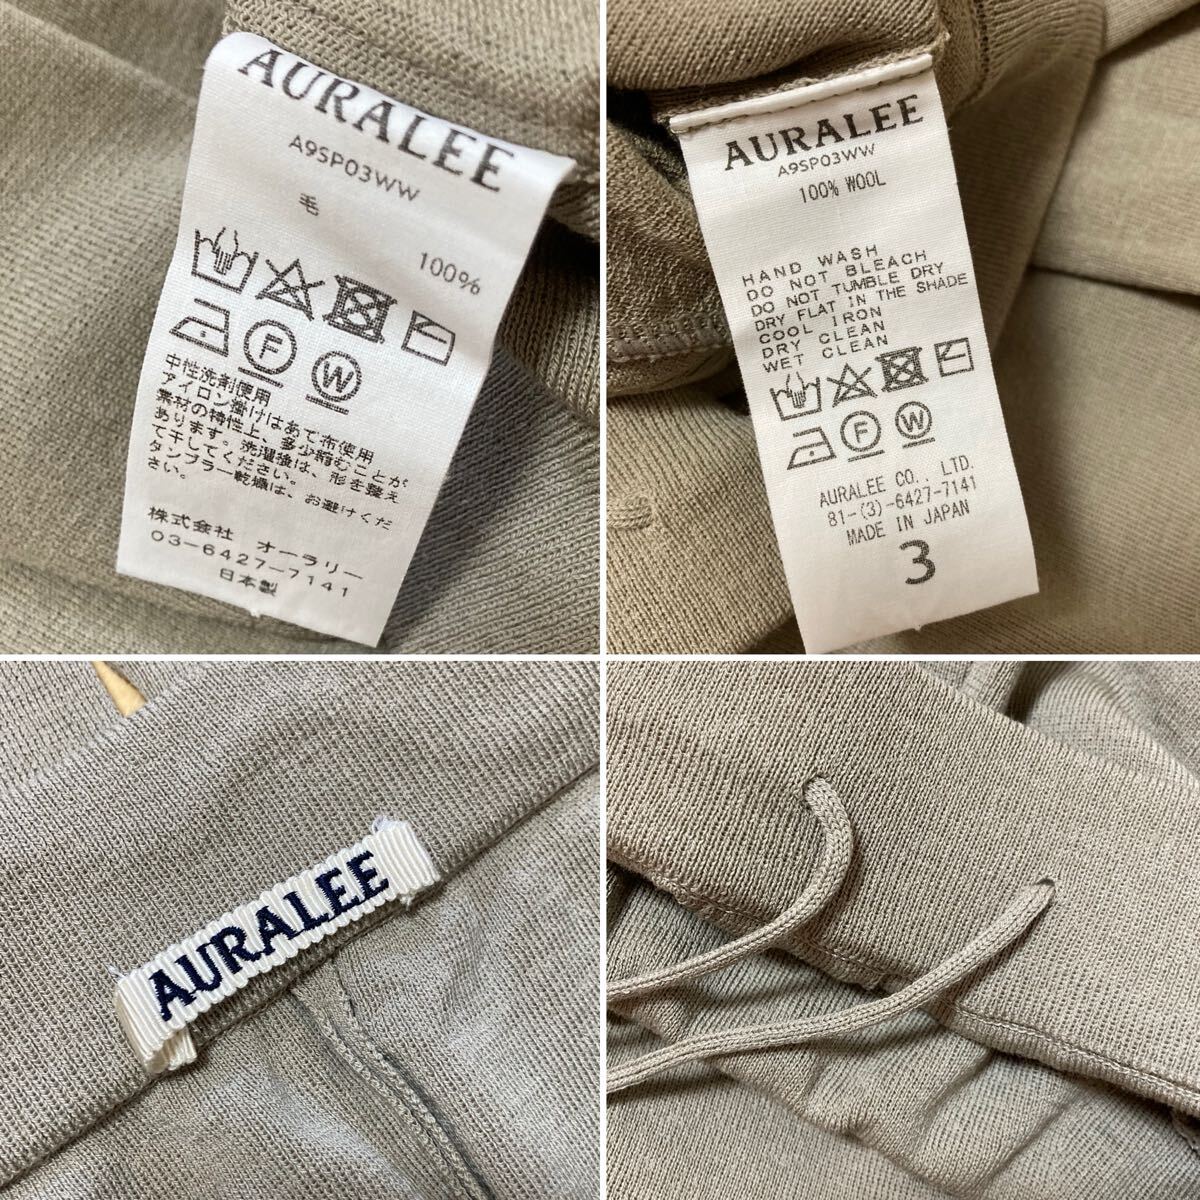 AURALEE
A9SP03WW
毛 100%
F
W
中性洗剤使用
アイロン掛けはあて布使用
素材の特性上、多少縮むことが
あります。洗濯後は、形を整え
て干してください。
タンブラー乾燥は、お避けくだ
さい。
株式会社 オーラリー
03-6427-7141
日本製
AURALEE
A9SP03WW
100% WOOL
HAND WASH
DO NOT BLEACH
DO NOT TUMBLE DRY
DRY FLAT IN THE SHADE
COOL IRON
DRY CLEAN
WET CLEAN
F
W
AURALEE CO., LTD.
81-(3)-6427-7141
MADE IN JAPAN
3
AURALEE